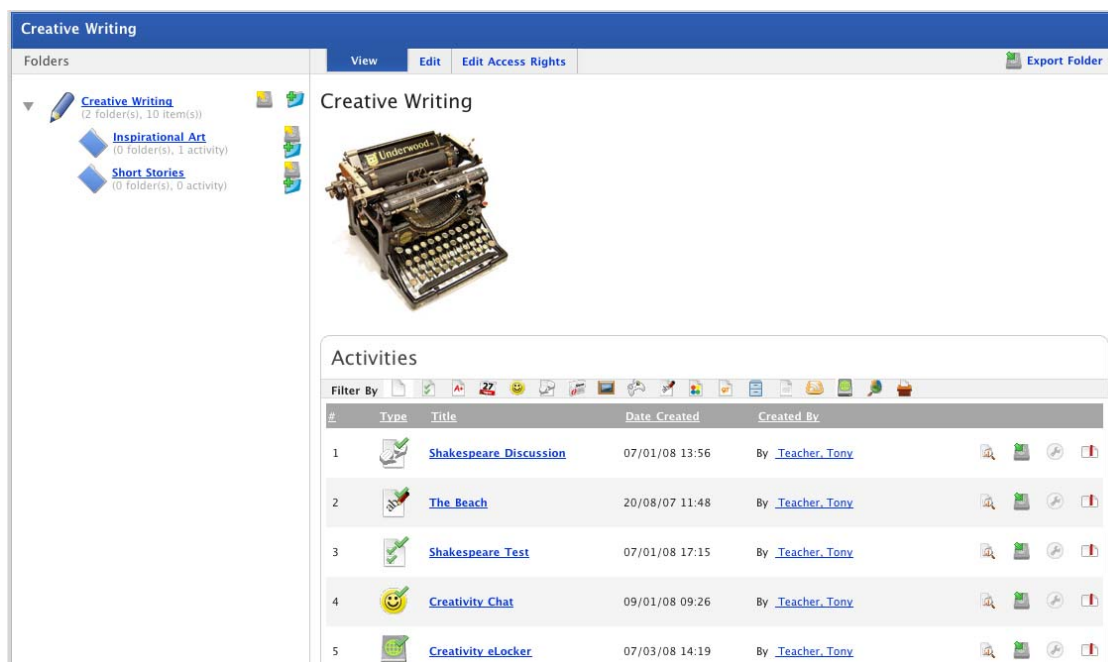 Creative Writing
Folders
View Edit Edit Access Rights Export Folder
Creative Writing
(2 folder(s), 10 item(s))
Inspirational Art
(0 folder(s), 1 activity)
Short Stories
(0 folder(s), 0 activity)
Creative Writing
Underwood
Activities
Filter By A+ 27
# Type Title Date Created Created By
1 Shakespeare Discussion 07/01/08 13:56 By Teacher, Tony
2 abc The Beach 20/08/07 11:48 By Teacher, Tony
3 Shakespeare Test 07/01/08 17:15 By Teacher, Tony
4 Creativity Chat 09/01/08 09:26 By Teacher, Tony
5 Creativity eLocker 07/03/08 14:19 By Teacher, Tony